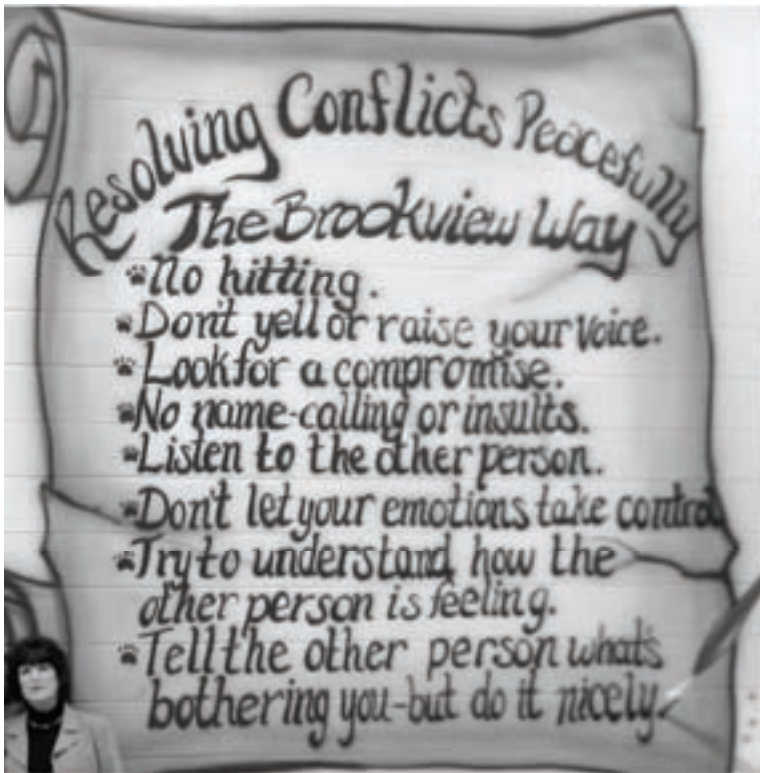 Resolving Conflicts Peacefully
The Brookview Way
No hitting.
Don't yell or raise your voice.
Look for a compromise.
No name-calling or insults.
Listen to the other person.
Don't let your emotions take control
Try to understand how the
other person is feeling.
Tell the other person what's
bothering you-but do it nicely.